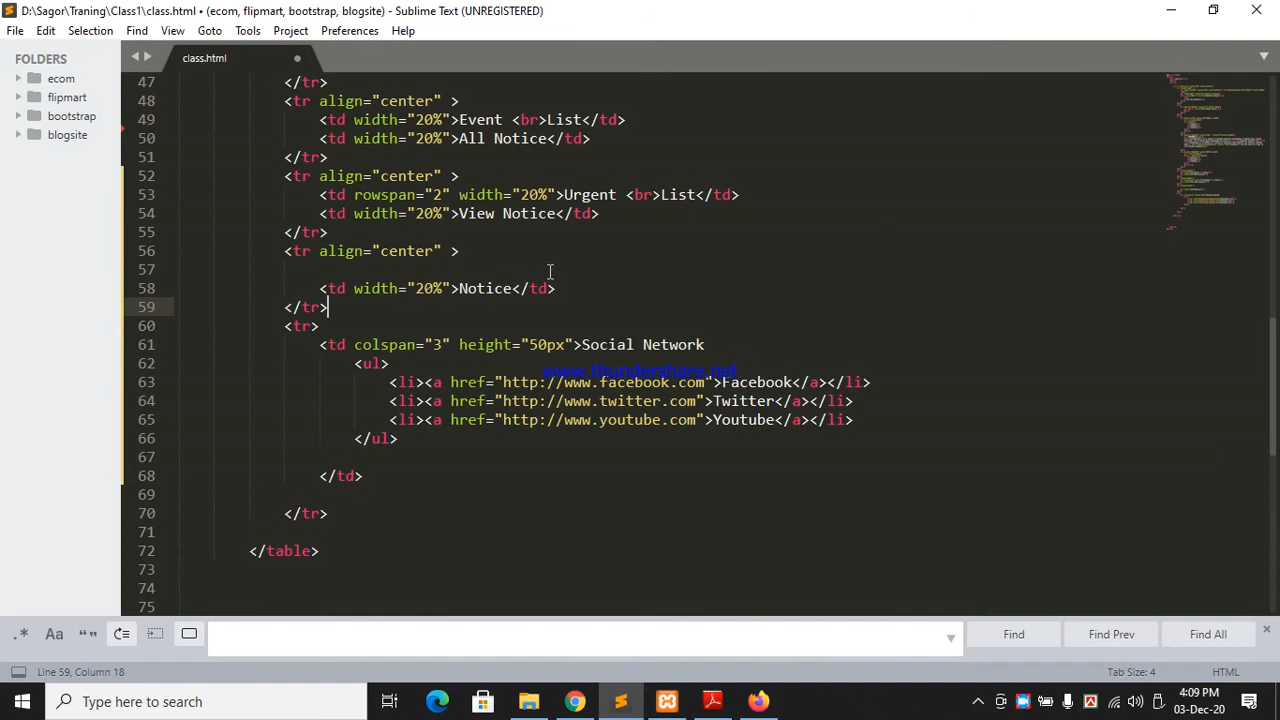 D:\Sagor\Traning\Class1\class.html • (ecom, flipmart, bootstrap, blogsite) - Sublime Text (UNREGISTERED)
File Edit Selection Find View Goto Tools Project Preferences Help
FOLDERS
ecom
flipmart
bootstrap
blogsite
class.html
47 </tr>
48 <tr align="center" >
49 <td width="20%">Event <br>List</td>
50 <td width="20%">All Notice</td>
51 </tr>
52 <tr align="center" >
53 <td rowspan="2" width="20%">Urgent <br>List</td>
54 <td width="20%">View Notice</td>
55 </tr>
56 <tr align="center" >
57
58 <td width="20%">Notice</td>
59 </tr>
60 <tr>
61 <td colspan="3" height="50px">Social Network
62 <ul>
www.thundershare.net
63 <li><a href="http://www.facebook.com">Facebook</a></li>
64 <li><a href="http://www.twitter.com">Twitter</a></li>
65 <li><a href="http://www.youtube.com">Youtube</a></li>
66 </ul>
67
68 </td>
69
70 </tr>
71
72 </table>
73
74
75
.* Aa “” Find Find Prev Find All
Line 59, Column 18 Tab Size: 4 HTML
Type here to search
4:09 PM
03-Dec-20